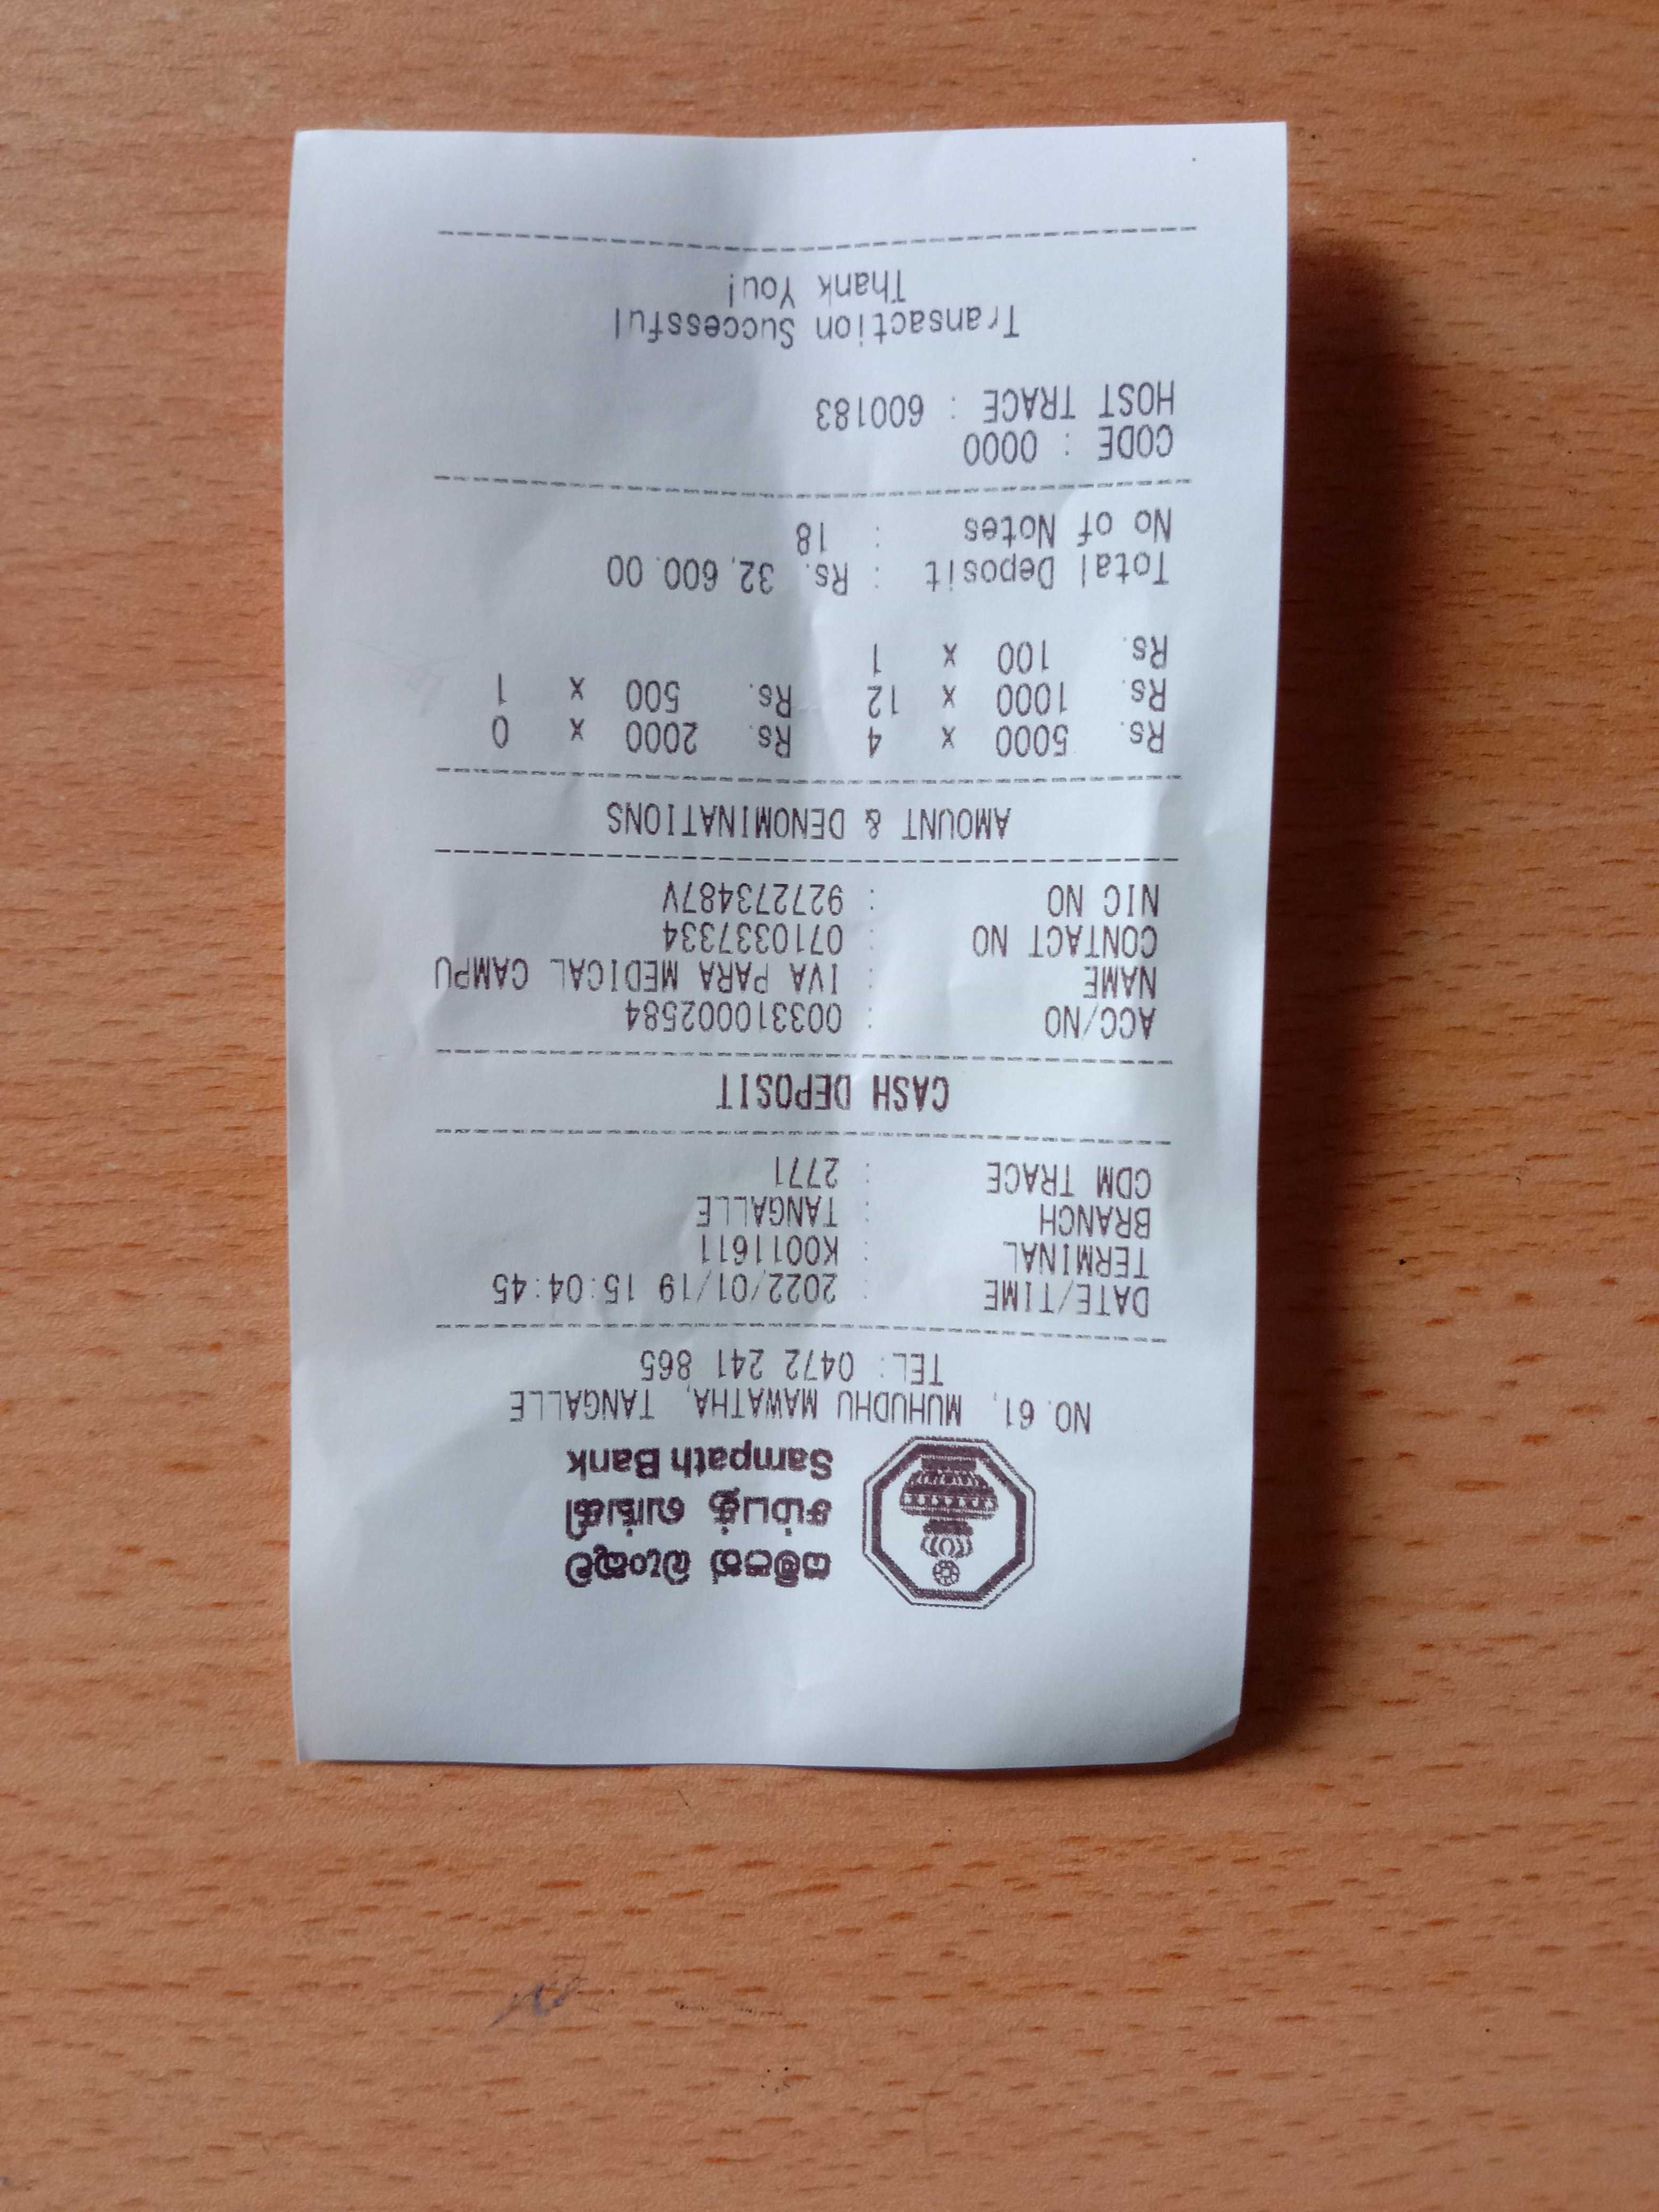 සම්පත් බැංකුව
சம்பத் வங்கி
Sampath Bank
NO. 61, MUHUDHU MAWATHA, TANGALLE
TEL: 0472 241 865
DATE/TIME : 2022/01/19 15:04:45
TERMINAL : K0011611
BRANCH : TANGALLE
CDM TRACE : 2771
CASH DEPOSIT
ACC/NO : 003310002584
NAME : IVA PARA MEDICAL CAMPU
CONTACT NO : 0710337334
NIC NO : 927273487V
AMOUNT & DENOMINATIONS
Rs. 5000 x 4 Rs. 2000 x 0
Rs. 1000 x 12 Rs. 500 x 1
Rs. 100 x 1
Total Deposit : Rs. 32,600.00
No of Notes : 18
CODE : 0000
HOST TRACE : 600183
Transaction Successful
Thank You!